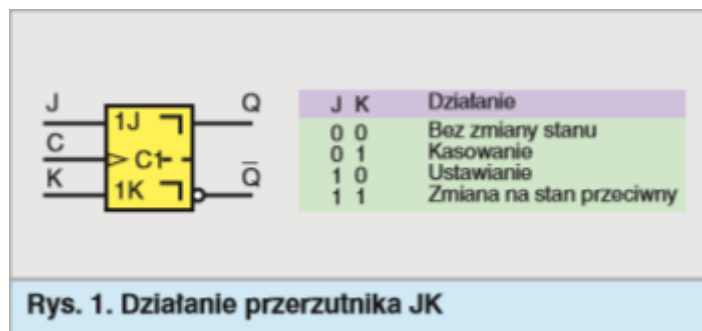 J
C
K
1J
C1
1K
Q
Q̅
J K Działanie
0 0 Bez zmiany stanu
0 1 Kasowanie
1 0 Ustawianie
1 1 Zmiana na stan przeciwny
Rys. 1. Działanie przerzutnika JK